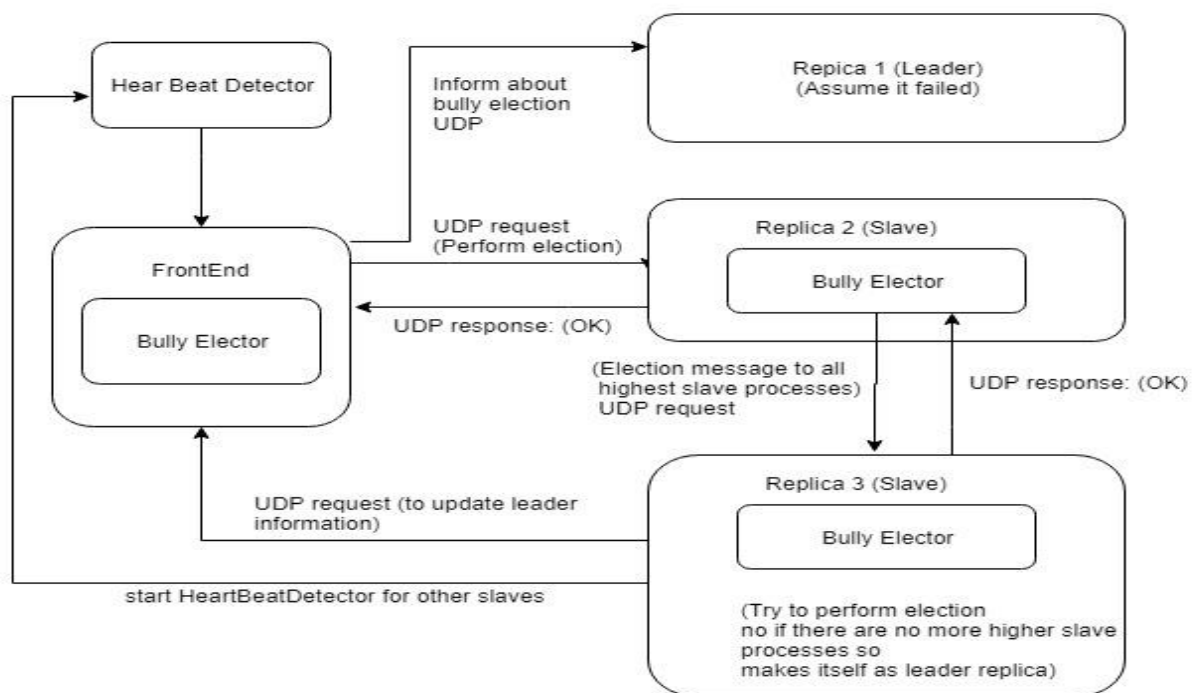 Hear Beat Detector
Inform about
bully election
UDP
Repica 1 (Leader)
(Assume it failed)
FrontEnd
Bully Elector
UDP request
(Perform election)
UDP response: (OK)
Replica 2 (Slave)
Bully Elector
(Election message to all
highest slave processes)
UDP request
UDP response: (OK)
Replica 3 (Slave)
Bully Elector
(Try to perform election
no if there are no more higher slave
processes so
makes itself as leader replica)
UDP request (to update leader
information)
start HeartBeatDetector for other slaves